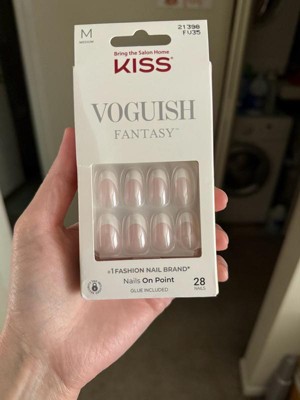 M
MEDIUM
21398
FV35
Bring the Salon Home
KISS
VOGUISH
FANTASY™
#1 FASHION NAIL BRAND*
Nails On Point
GLUE INCLUDED
28
NAILS